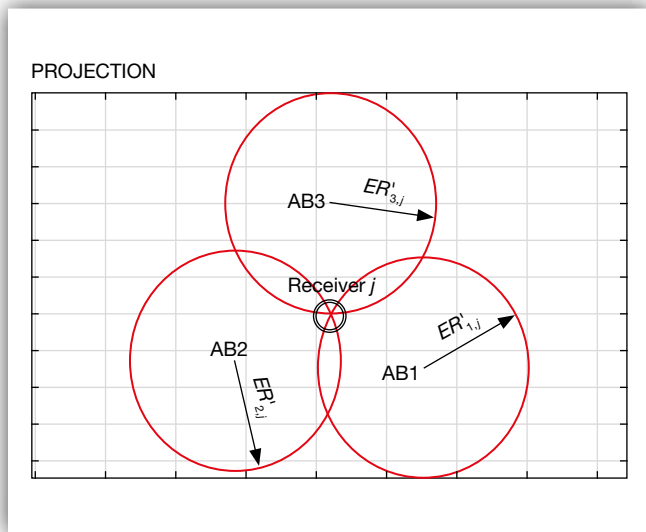 PROJECTION
AB3
ER'3,j
Receiver j
ER'1,j
AB2
AB1
ER'2,j